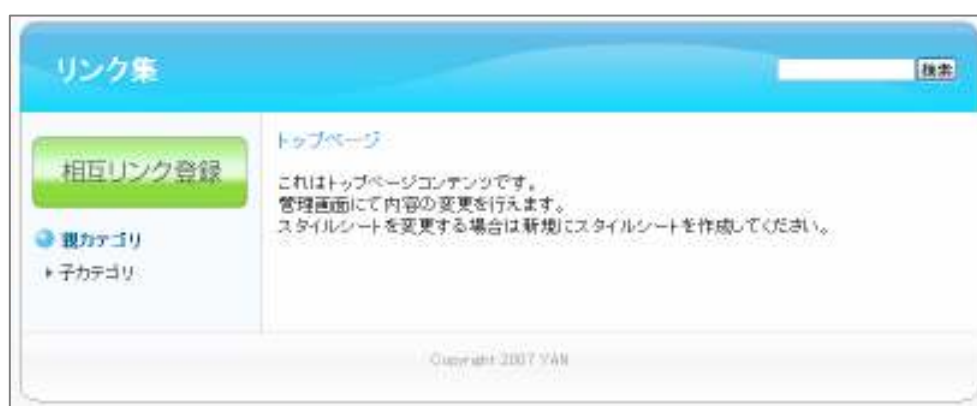 リンク集
検索
相互リンク登録
親カテゴリ
子カテゴリ
トップページ
これはトップページコンテンツです。
管理画面にて内容の変更を行えます。
スタイルシートを変更する場合は新規にスタイルシートを作成してください。
Copyright 2007 YAN